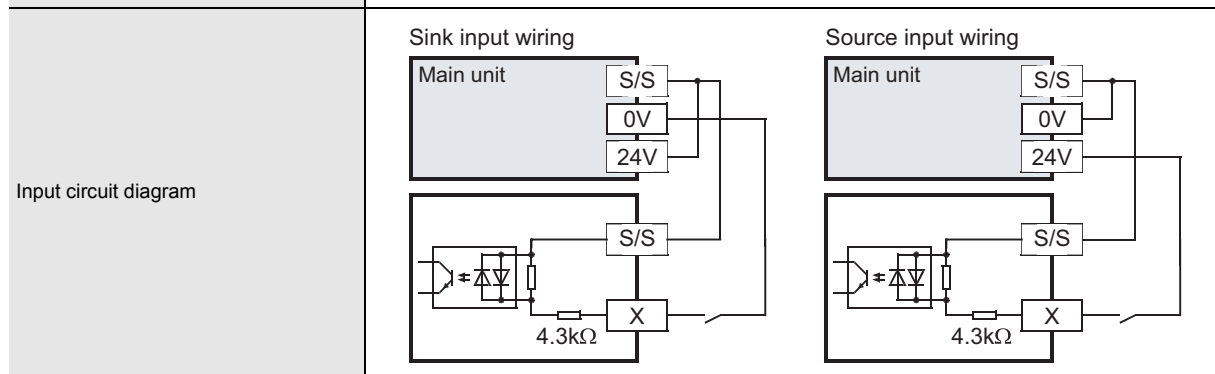 Input circuit diagram
Sink input wiring
Main unit
S/S
0V
24V
S/S
X
4.3kΩ
Source input wiring
Main unit
S/S
0V
24V
S/S
X
4.3kΩ